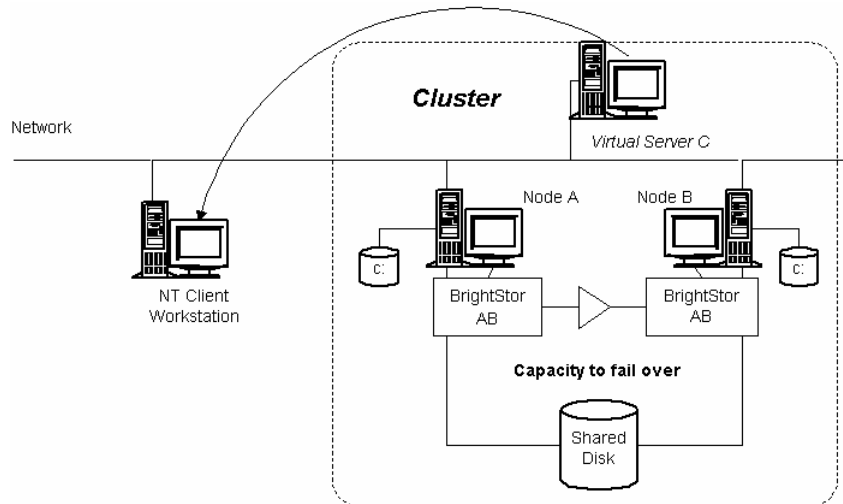 Cluster
Network
Virtual Server C
Node A
Node B
c:
c:
NT Client
Workstation
BrightStor
AB
BrightStor
AB
Capacity to fail over
Shared
Disk